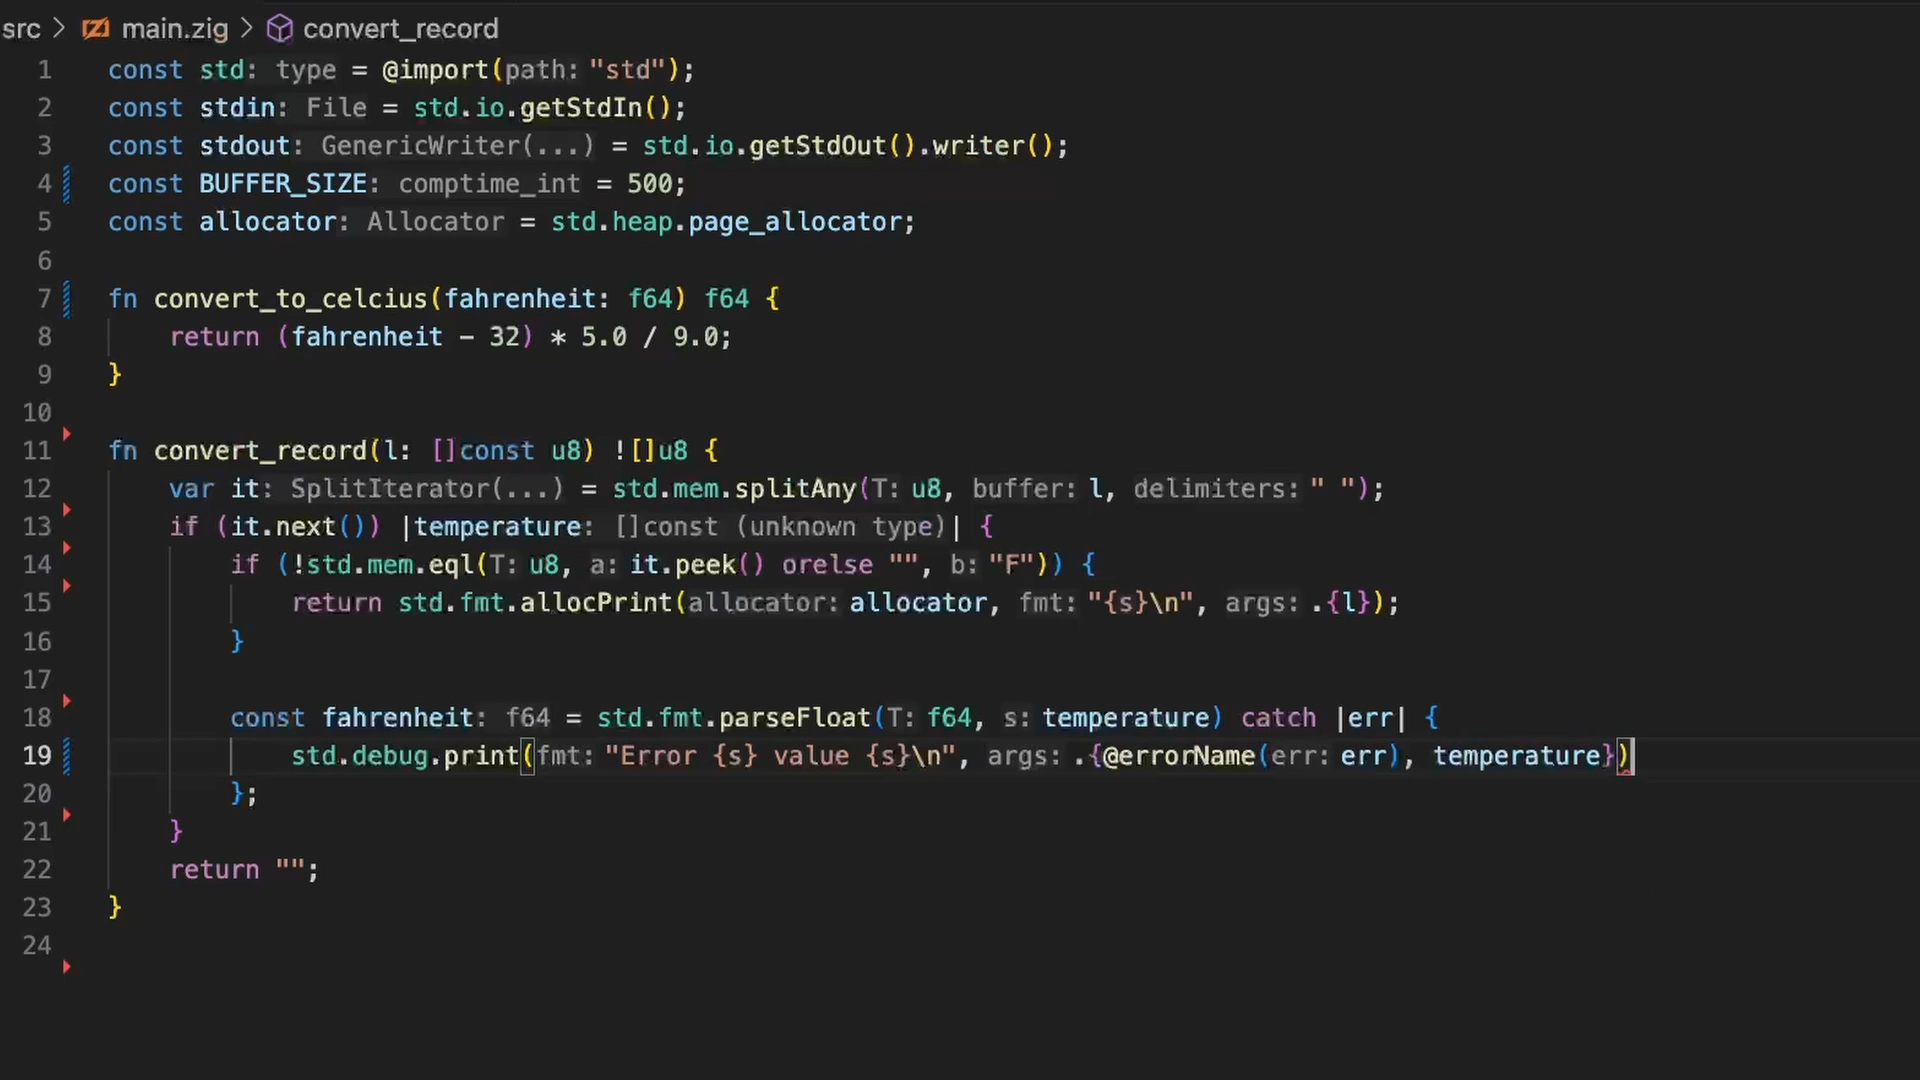 src > main.zig > convert_record
1 const std: type = @import(path: "std");
2 const stdin: File = std.io.getStdIn();
3 const stdout: GenericWriter(...) = std.io.getStdOut().writer();
4 const BUFFER_SIZE: comptime_int = 500;
5 const allocator: Allocator = std.heap.page_allocator;
6
7 fn convert_to_celcius(fahrenheit: f64) f64 {
8 return (fahrenheit - 32) * 5.0 / 9.0;
9 }
10
11 fn convert_record(l: []const u8) ![]u8 {
12 var it: SplitIterator(...) = std.mem.splitAny(T: u8, buffer: l, delimiters: " ");
13 if (it.next()) |temperature: []const (unknown type)| {
14 if (!std.mem.eql(T: u8, a: it.peek() orelse "", b: "F")) {
15 return std.fmt.allocPrint(allocator: allocator, fmt: "{s}\n", args: .{l});
16 }
17
18 const fahrenheit: f64 = std.fmt.parseFloat(T: f64, s: temperature) catch |err| {
19 std.debug.print(fmt: "Error {s} value {s}\n", args: .{@errorName(err: err), temperature})
20 };
21 }
22 return "";
23 }
24